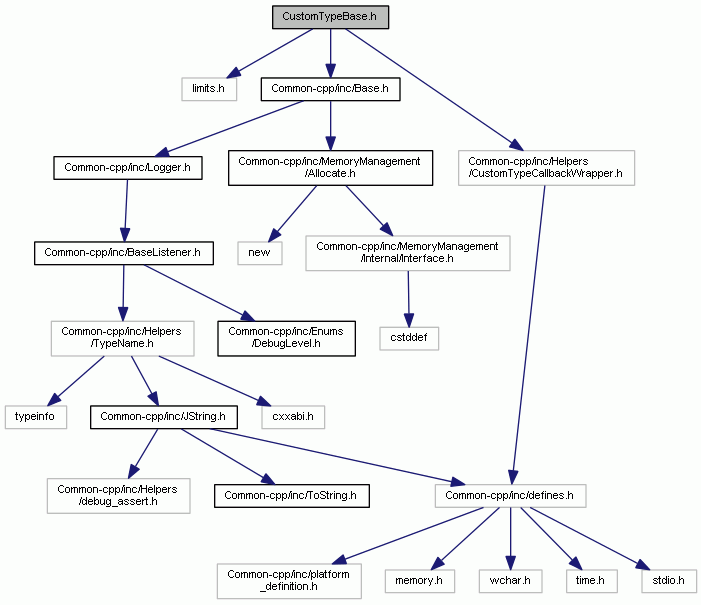 CustomTypeBase.h
limits.h
Common-cpp/inc/Base.h
Common-cpp/inc/Logger.h
Common-cpp/inc/MemoryManagement
/Allocate.h
Common-cpp/inc/Helpers
/CustomTypeCallbackWrapper.h
Common-cpp/inc/BaseListener.h
new
Common-cpp/inc/MemoryManagement
/Internal/Interface.h
Common-cpp/inc/Helpers
/TypeName.h
Common-cpp/inc/Enums
/DebugLevel.h
cstddef
typeinfo
Common-cpp/inc/JString.h
cxxabi.h
Common-cpp/inc/Helpers
/debug_assert.h
Common-cpp/inc/ToString.h
Common-cpp/inc/defines.h
Common-cpp/inc/platform
_definition.h
memory.h
wchar.h
time.h
stdio.h